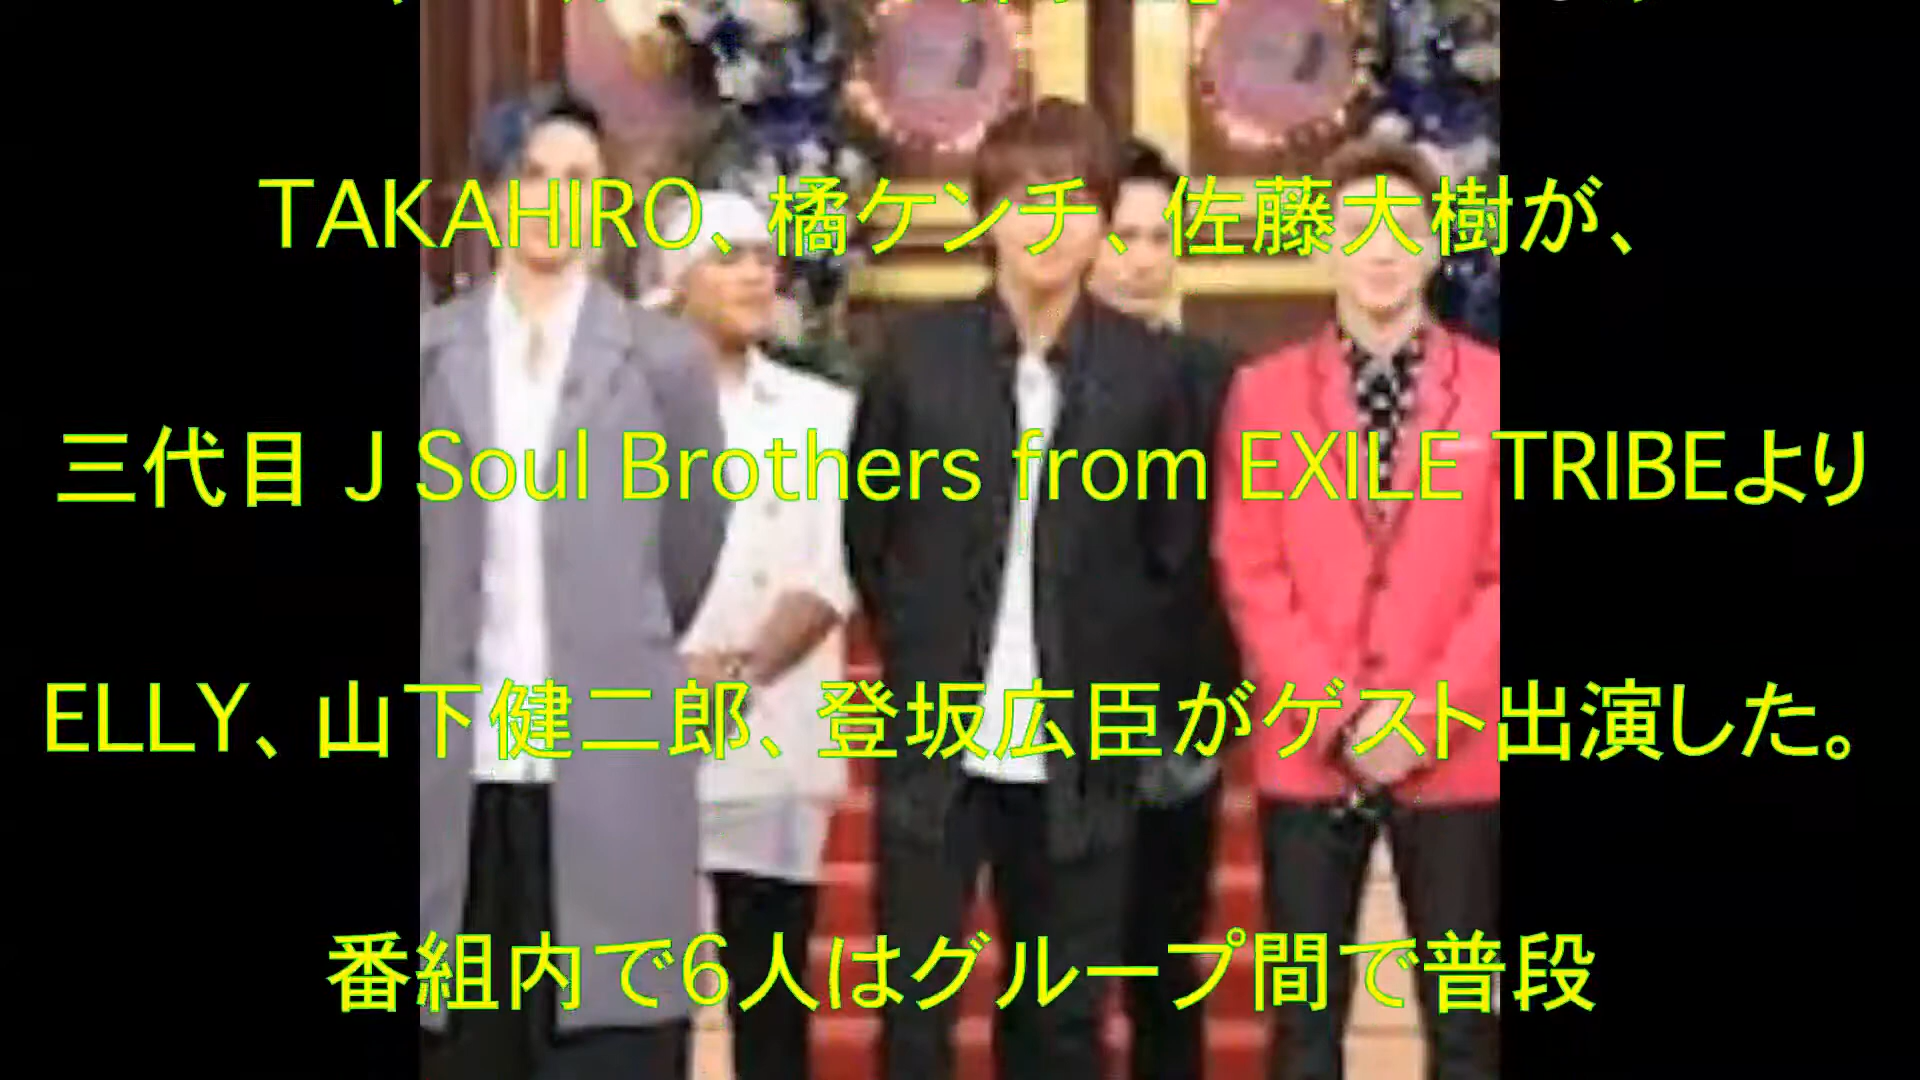 TAKAHIRO、橘ケンチ、佐藤大樹が、
三代目 J Soul Brothers from EXILE TRIBEより
ELLY、山下健二郎、登坂広臣がゲスト出演した。
番組内で6人はグループ間で普段